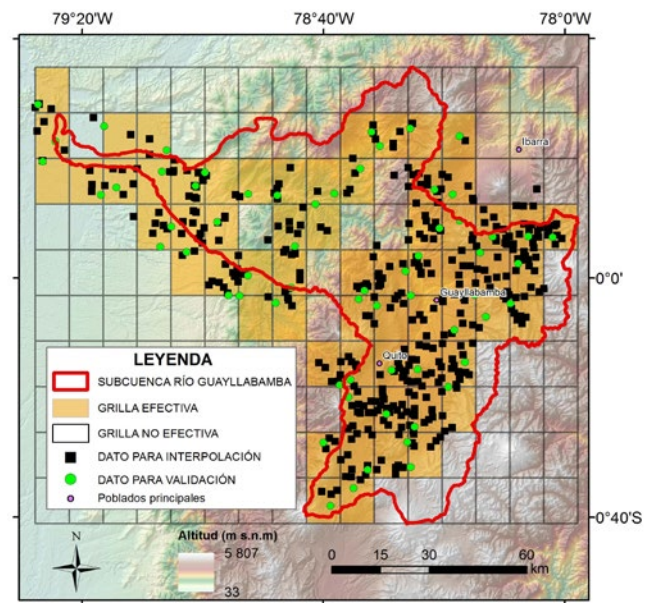 79°20'W 78°40'W 78°0'W
Ibarra
0°0'
Guayllabamba
Quito
LEYENDA
SUBCUENCA RÍO GUAYLLABAMBA
GRILLA EFECTIVA
GRILLA NO EFECTIVA
DATO PARA INTERPOLACIÓN
DATO PARA VALIDACIÓN
Poblados principales
0°40'S
N
Altitud (m s.n.m)
5 807
33
0 15 30 60
km